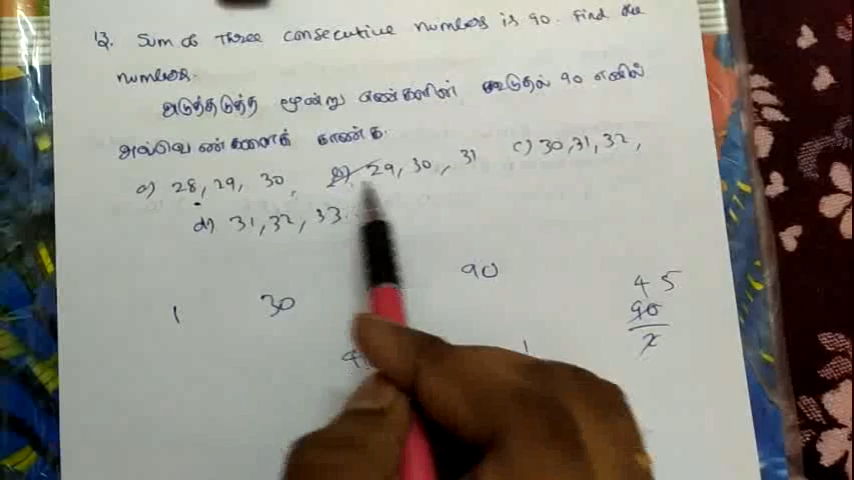 Q. Sum of Three consecutive numbers is 90. Find the
numbers.
அடுத்தடுத்த மூன்று எண்களின் கூடுதல் 90 எனில்
அவ்வெண்களைக் காண்க.
a) 28, 29, 30, b) 29, 30, 31 c) 30, 31, 32,
d) 31, 32, 33.
90
1 30 45
90
2